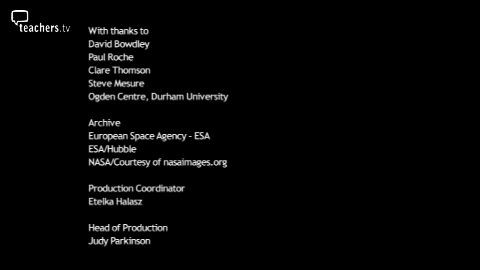 teachers.tv
With thanks to
David Bowdley
Paul Roche
Clare Thomson
Steve Mesure
Ogden Centre, Durham University
Archive
European Space Agency - ESA
ESA/Hubble
NASA/Courtesy of nasaimages.org
Production Coordinator
Etelka Halasz
Head of Production
Judy Parkinson